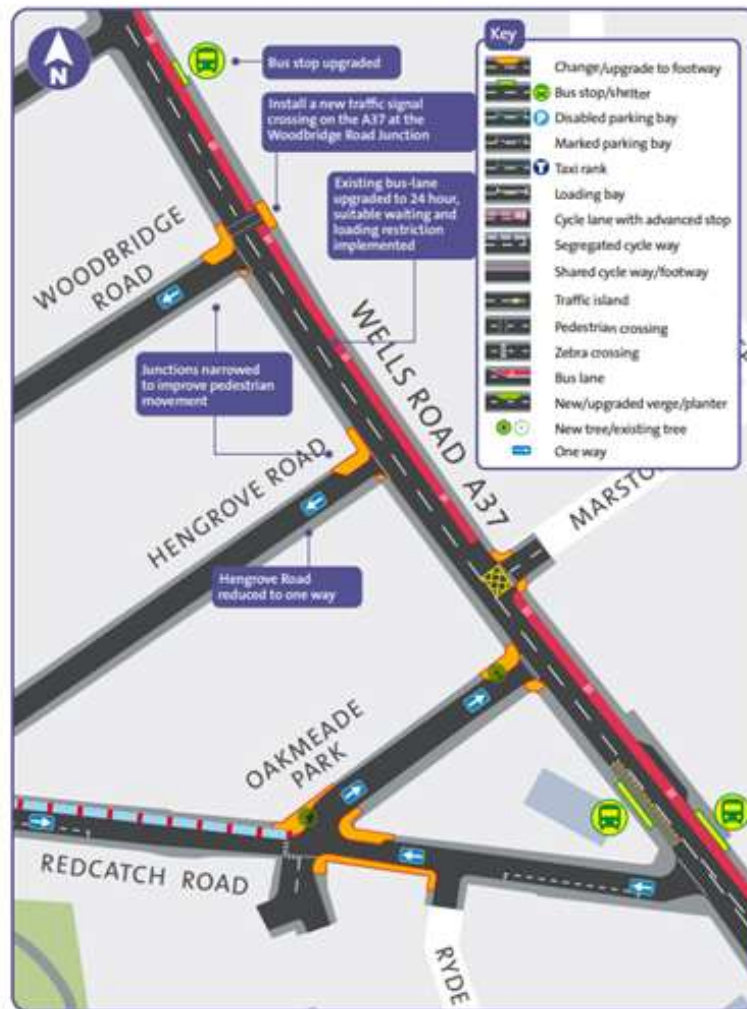 N
Bus stop upgraded
Install a new traffic signal
crossing on the A37 at the
Woodbridge Road Junction
Existing bus-lane
upgraded to 24 hour,
suitable waiting and
loading restriction
implemented
Key
Change/upgrade to footway
Bus stop/shelter
P Disabled parking bay
Marked parking bay
T Taxi rank
Loading bay
Cycle lane with advanced stop
Segregated cycle way
Shared cycle way/footway
Traffic island
Pedestrian crossing
Zebra crossing
Bus lane
New/upgraded verge/planter
New tree/existing tree
One way
WOODBRIDGE
ROAD
WELLS ROAD A37
Junctions narrowed
to improve pedestrian
movement
HENGROVE ROAD
MARSTO
Hengrove Road
reduced to one way
OAKMEADE
PARK
REDCATCH ROAD
RYDE